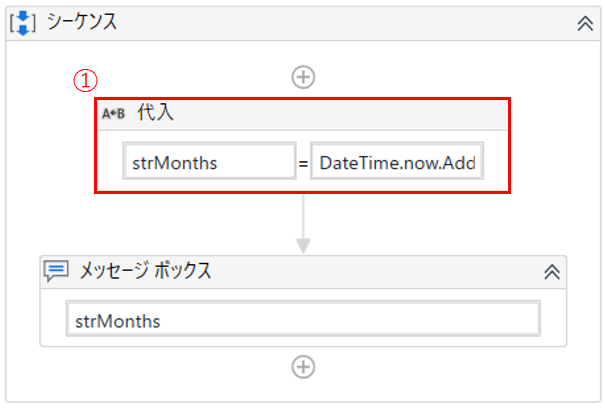 シーケンス
①
A←B 代入
strMonths = DateTime.now.Add
メッセージ ボックス
strMonths